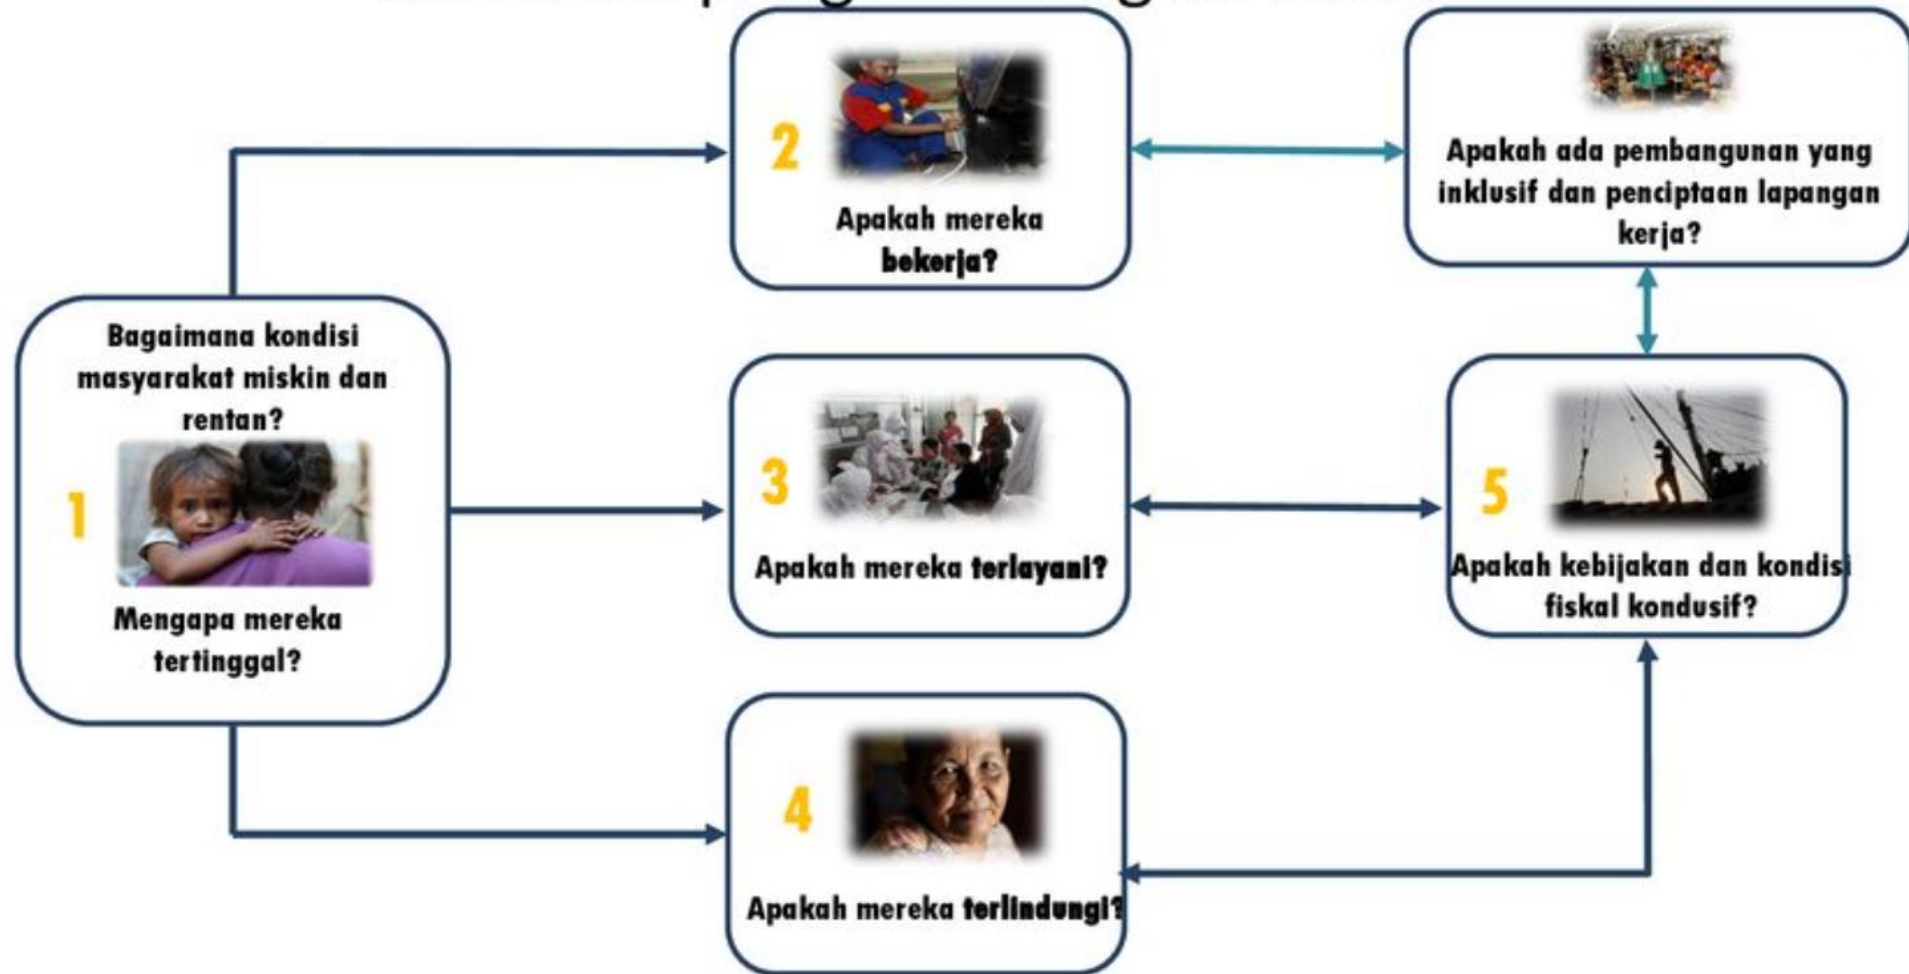 2
Apakah mereka
bekerja?
Apakah ada pembangunan yang
inklusif dan penciptaan lapangan
kerja?
Bagaimana kondisi
masyarakat miskin dan
rentan?
1
Mengapa mereka
tertinggal?
3
Apakah mereka terlayani?
5
Apakah kebijakan dan kondisi
fiskal kondusif?
4
Apakah mereka terlindungi?